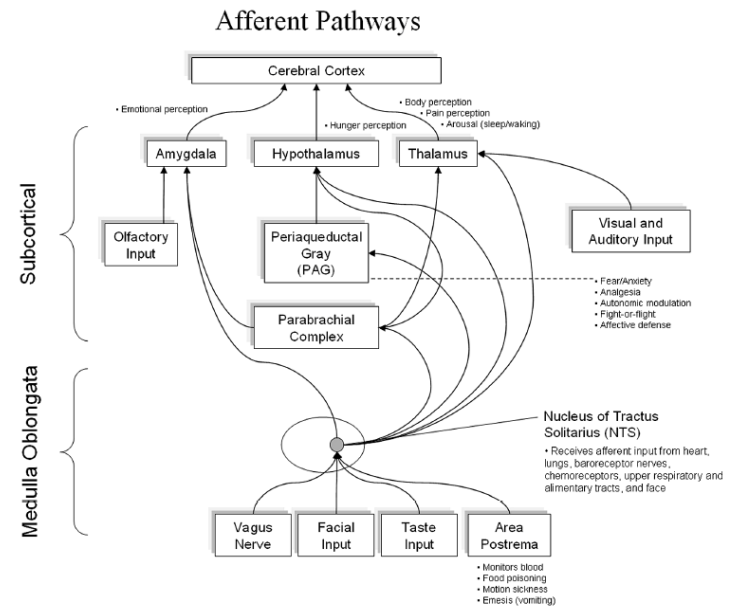 Afferent Pathways
Cerebral Cortex
• Emotional perception
• Body perception
• Pain perception
• Arousal (sleep/waking)
• Hunger perception
Amygdala
Hypothalamus
Thalamus
Subcortical
Olfactory
Input
Periaqueductal
Gray
(PAG)
Visual and
Auditory Input
• Fear/Anxiety
• Analgesia
• Autonomic modulation
• Fight-or-flight
• Affective defense
Parabrachial
Complex
Medulla Oblongata
Nucleus of Tractus
Solitarius (NTS)
• Receives afferent input from heart,
lungs, baroreceptor nerves,
chemoreceptors, upper respiratory and
alimentary tracts, and face
Vagus
Nerve
Facial
Input
Taste
Input
Area
Postrema
• Monitors blood
• Food poisoning
• Motion sickness
• Emesis (vomiting)